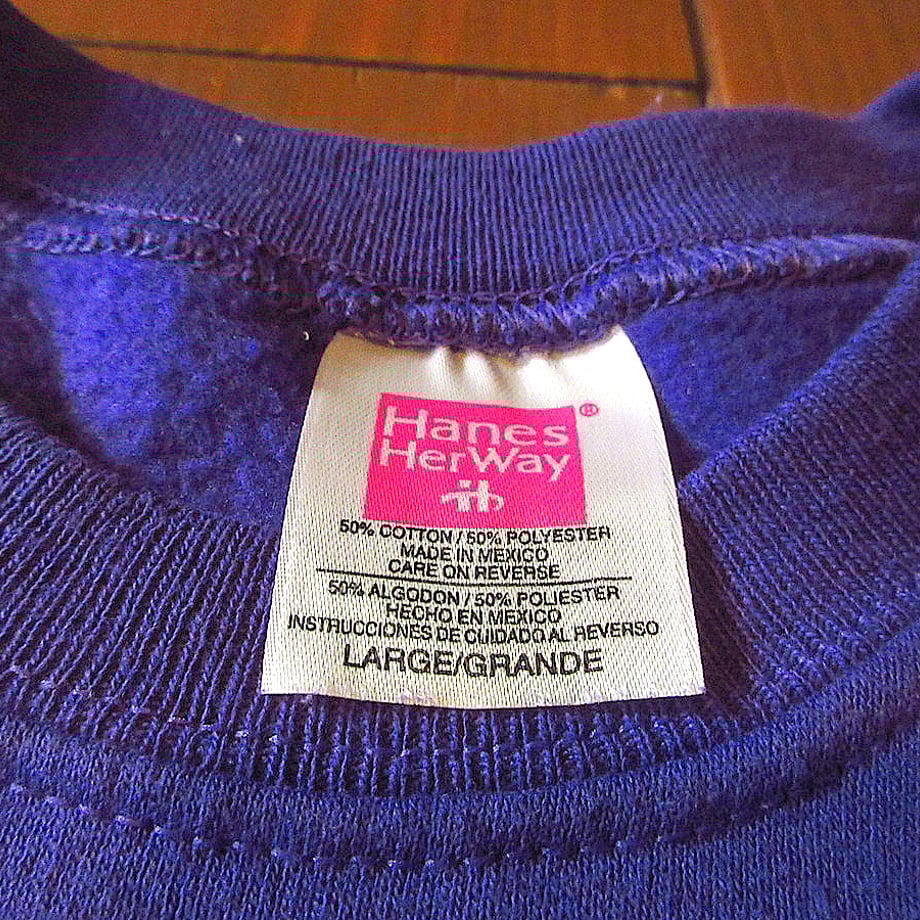 Hanes
HerWay
®
50% COTTON / 50% POLYESTER
MADE IN MEXICO
CARE ON REVERSE
50% ALGODON / 50% POLIESTER
HECHO EN MEXICO
INSTRUCCIONES DE CUIDADO AL REVERSO
LARGE/GRANDE